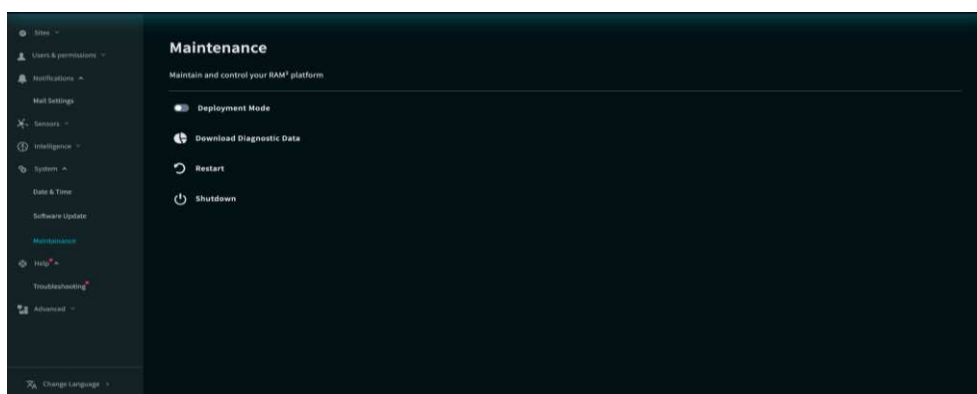 Sites
Users & permissions
Notifications
Mail Settings
Sensors
Intelligence
System
Date & Time
Software Update
Maintainance
Help
Troubleshooting
Advanced
Change Language
Maintenance
Maintain and control your RAM² platform
Deployment Mode
Download Diagnostic Data
Restart
Shutdown